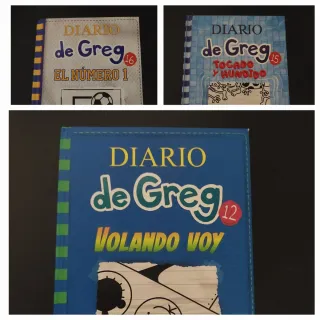 DIARIO
de Greg 16
EL NÚMERO 1
DIARIO
de Greg 15
TOCADO
Y HUNDIDO
DIARIO
de Greg 12
VOLANDO VOY